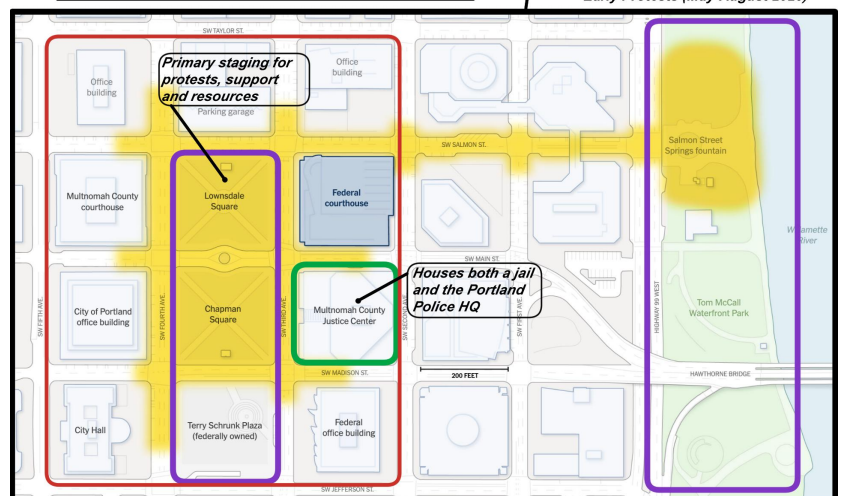 Early Protests (May-August 2020)
SW TAYLOR ST.
Office
building
Primary staging for
protests, support
and resources
Parking garage
Office
building
SW SALMON ST.
Salmon Street
Springs fountain
Multnomah County
courthouse
Lownsdale
Square
Federal
courthouse
Willamette
River
SW MAIN ST.
Houses both a jail
and the Portland
Police HQ
SW FIFTH AVE.
City of Portland
office building
SW FOURTH AVE.
Chapman
Square
SW THIRD AVE.
Multnomah County
Justice Center
SW SECOND AVE.
SW FIRST AVE.
HIGHWAY 99 WEST.
Tom McCall
Waterfront Park
SW MADISON ST.
200 FEET
HAWTHORNE BRIDGE
City Hall
Terry Schrunk Plaza
(federally owned)
Federal
office building
SW JEFFERSON ST.